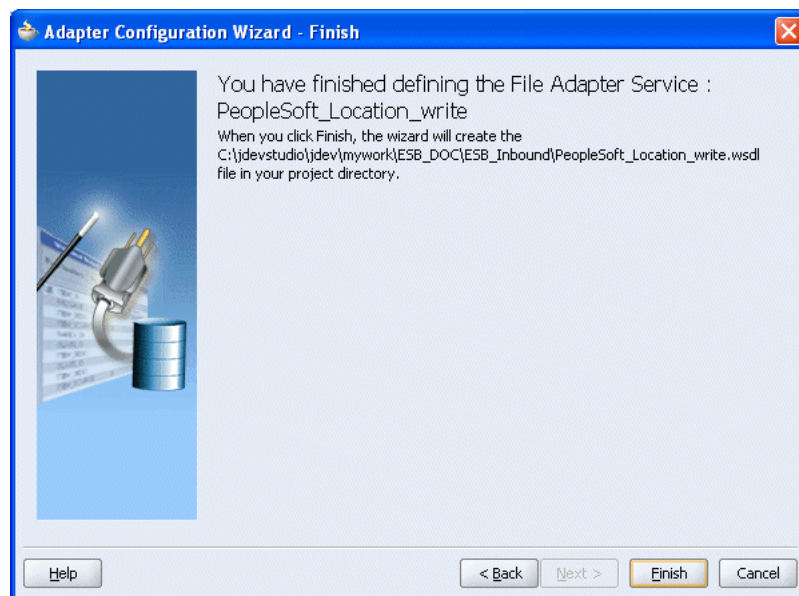 Adapter Configuration Wizard - Finish
You have finished defining the File Adapter Service :
PeopleSoft_Location_write
When you click Finish, the wizard will create the
C:\jdevstudio\jdev\mywork\ESB_DOC\ESB_Inbound\PeopleSoft_Location_write.wsdl
file in your project directory.
Help
< Back
Next >
Finish
Cancel